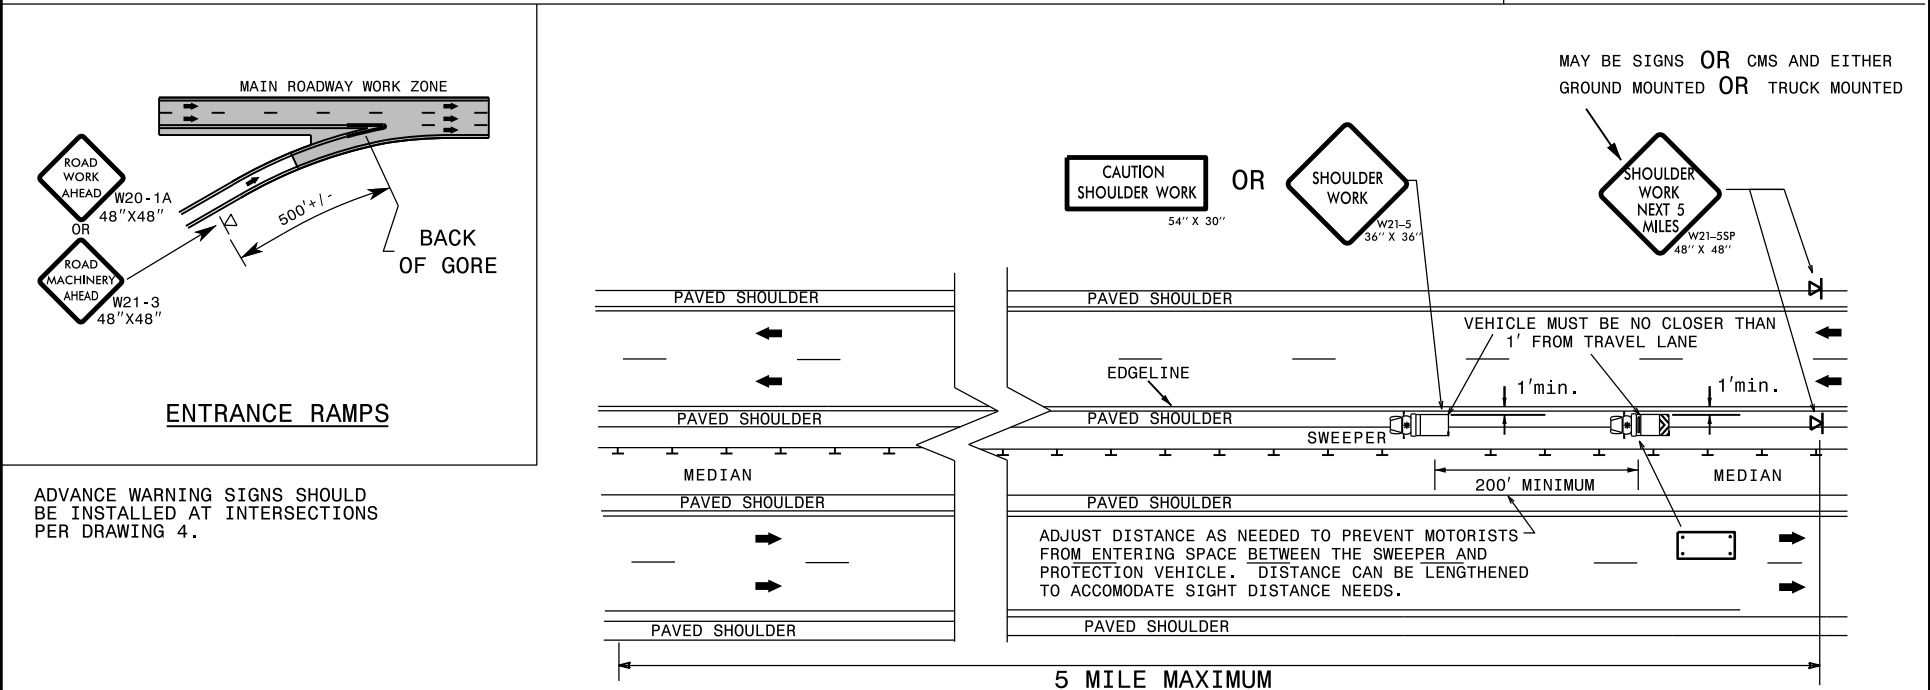 MAIN ROADWAY WORK ZONE
ROAD
WORK
AHEAD
W20-1A
48"X48"
OR
ROAD
MACHINERY
AHEAD
W21-3
48"X48"
500'+/-
BACK
OF GORE
ENTRANCE RAMPS
ADVANCE WARNING SIGNS SHOULD
BE INSTALLED AT INTERSECTIONS
PER DRAWING 4.
MAY BE SIGNS OR CMS AND EITHER
GROUND MOUNTED OR TRUCK MOUNTED
CAUTION
SHOULDER WORK
54" X 30"
OR
SHOULDER
WORK
W21-5
36" X 36"
SHOULDER
WORK
NEXT 5
MILES
W21-5SP
48" X 48"
PAVED SHOULDER
PAVED SHOULDER
VEHICLE MUST BE NO CLOSER THAN
1' FROM TRAVEL LANE
EDGELINE
1'min.
1'min.
PAVED SHOULDER
PAVED SHOULDER
SWEEPER
MEDIAN
200' MINIMUM
MEDIAN
PAVED SHOULDER
PAVED SHOULDER
ADJUST DISTANCE AS NEEDED TO PREVENT MOTORISTS
FROM ENTERING SPACE BETWEEN THE SWEEPER AND
PROTECTION VEHICLE. DISTANCE CAN BE LENGTHENED
TO ACCOMODATE SIGHT DISTANCE NEEDS.
PAVED SHOULDER
PAVED SHOULDER
5 MILE MAXIMUM